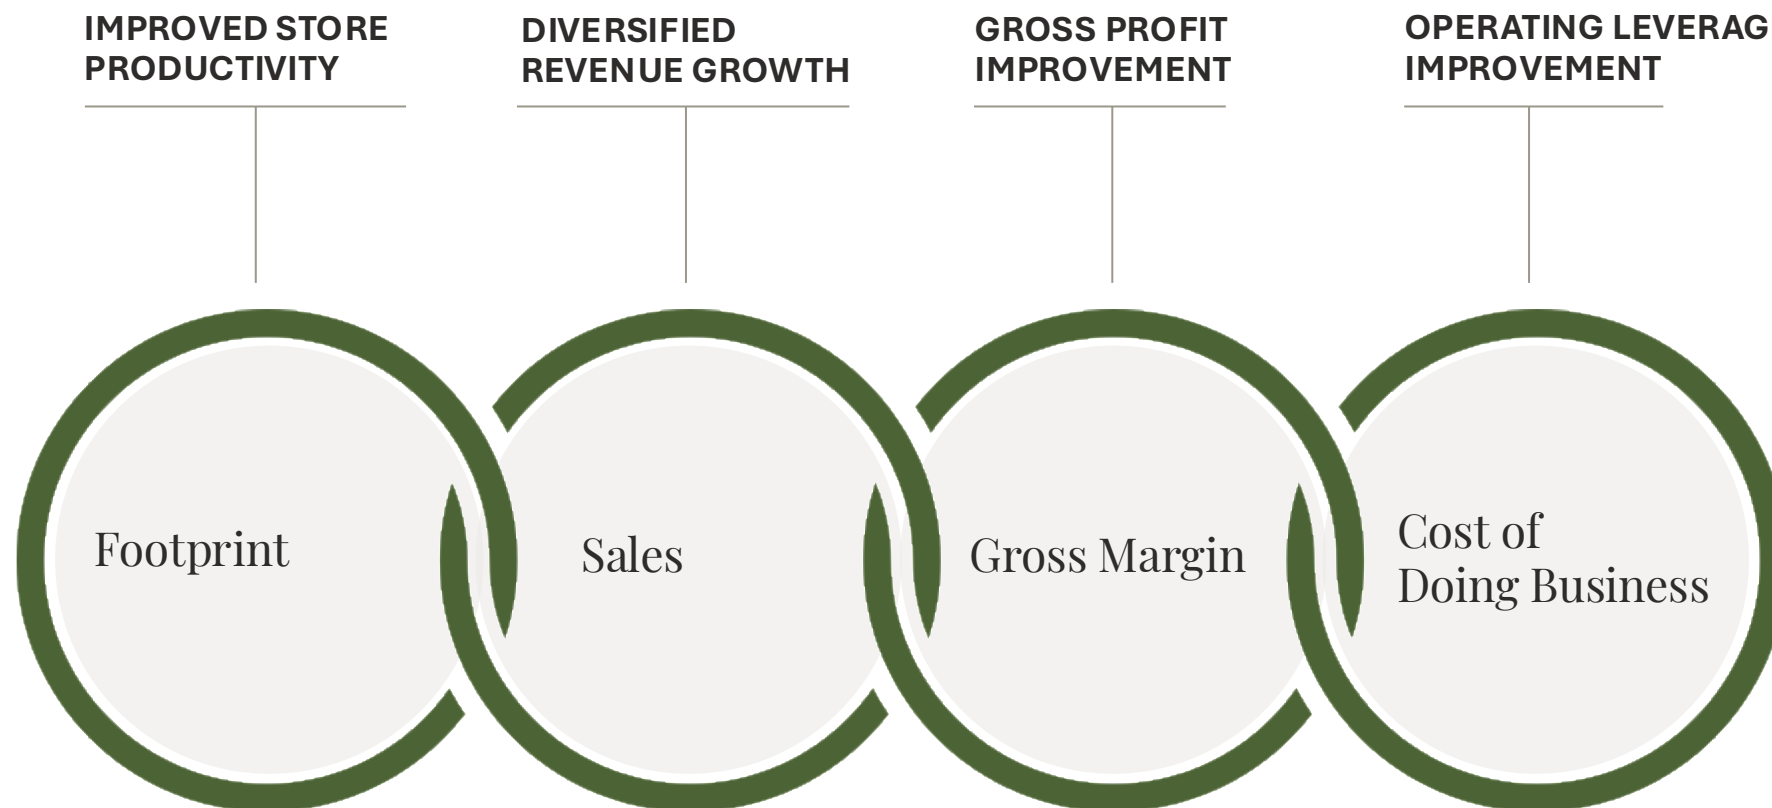 IMPROVED STORE
PRODUCTIVITY
DIVERSIFIED
REVENUE GROWTH
GROSS PROFIT
IMPROVEMENT
OPERATING LEVERAG
IMPROVEMENT
Footprint
Sales
Gross Margin
Cost of
Doing Business